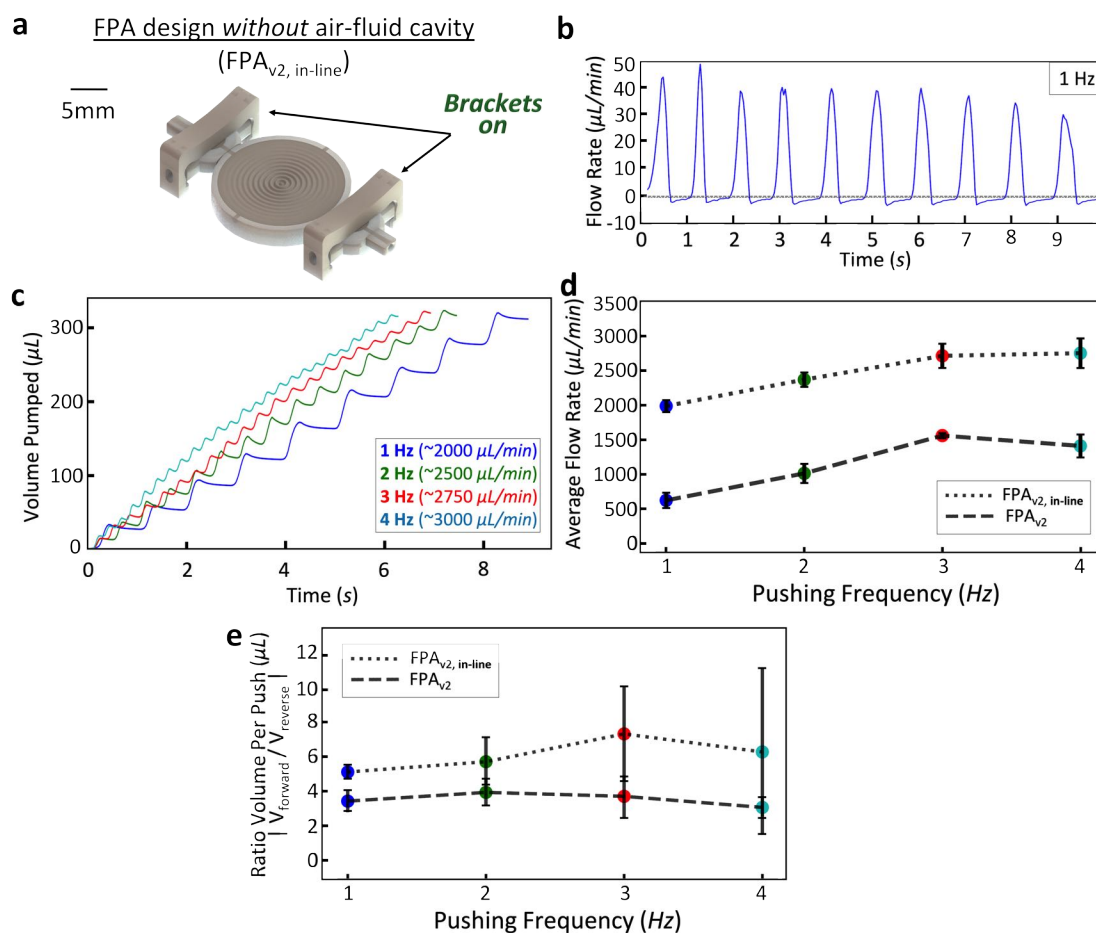 a
FPA design without air-fluid cavity
(FPAv2, in-line)
5mm
Brackets
on
b
Flow Rate (µL/min)
50
40
30
20
10
0
-10
1 Hz
0 1 2 3 4 5 6 7 8 9
Time (s)
c
Volume Pumped (µL)
300
200
100
0
1 Hz (~2000 µL/min)
2 Hz (~2500 µL/min)
3 Hz (~2750 µL/min)
4 Hz (~3000 µL/min)
0 2 4 6 8
Time (s)
d
Average Flow Rate (µL/min)
3500
3000
2500
2000
1500
1000
500
0
FPAv2, in-line
FPAv2
1 2 3 4
Pushing Frequency (Hz)
e
Ratio Volume Per Push (µL)
| Vforward / Vreverse |
12
10
8
6
4
2
0
FPAv2, in-line
FPAv2
1 2 3 4
Pushing Frequency (Hz)